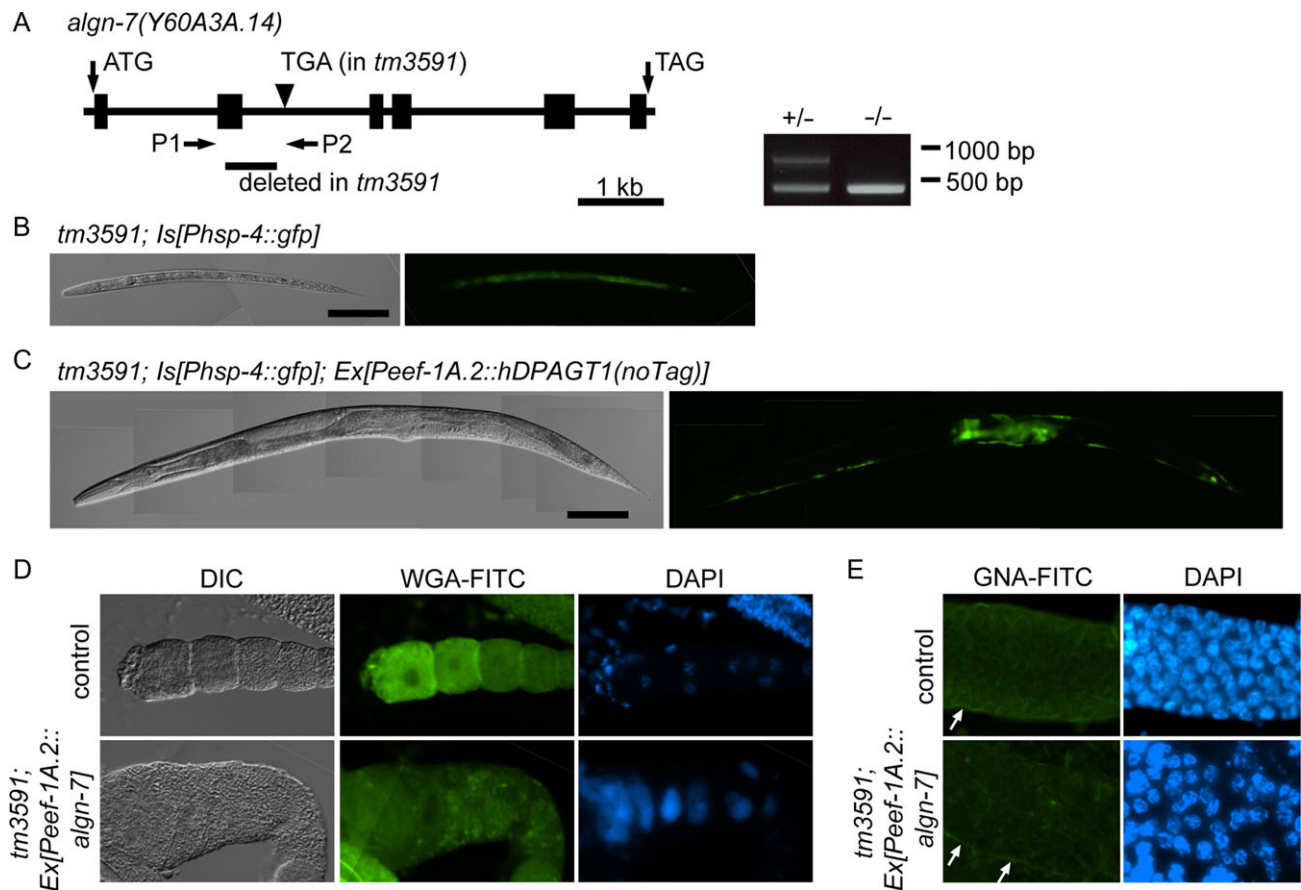 A algn-7(Y60A3A.14)
ATG TGA (in tm3591) TAG
P1 P2
deleted in tm3591
1 kb
+/– –/–
1000 bp
500 bp
B tm3591; Is[Phsp-4::gfp]
C tm3591; Is[Phsp-4::gfp]; Ex[Peef-1A.2::hDPAGT1(noTag)]
D DIC WGA-FITC DAPI
control
tm3591;
Ex[Peef-1A.2::
algn-7]
E GNA-FITC DAPI
control
tm3591;
Ex[Peef-1A.2::
algn-7]